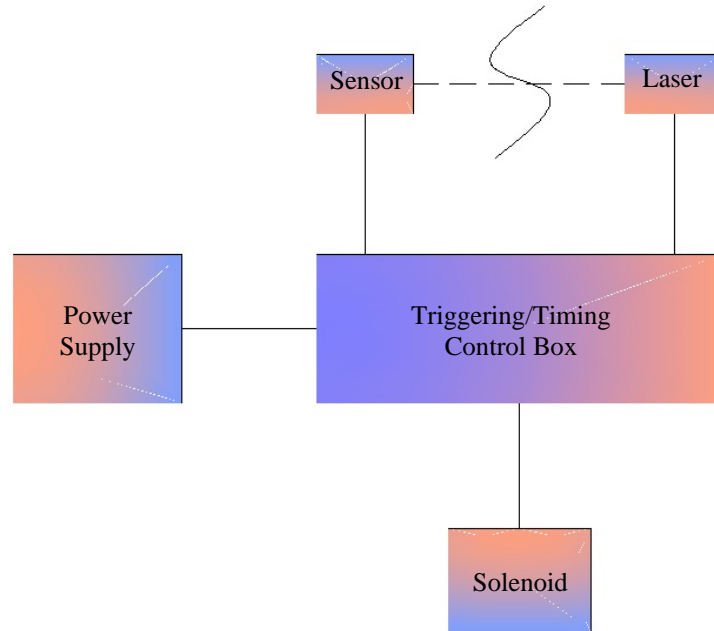 Sensor
Laser
Power
Supply
Triggering/Timing
Control Box
Solenoid